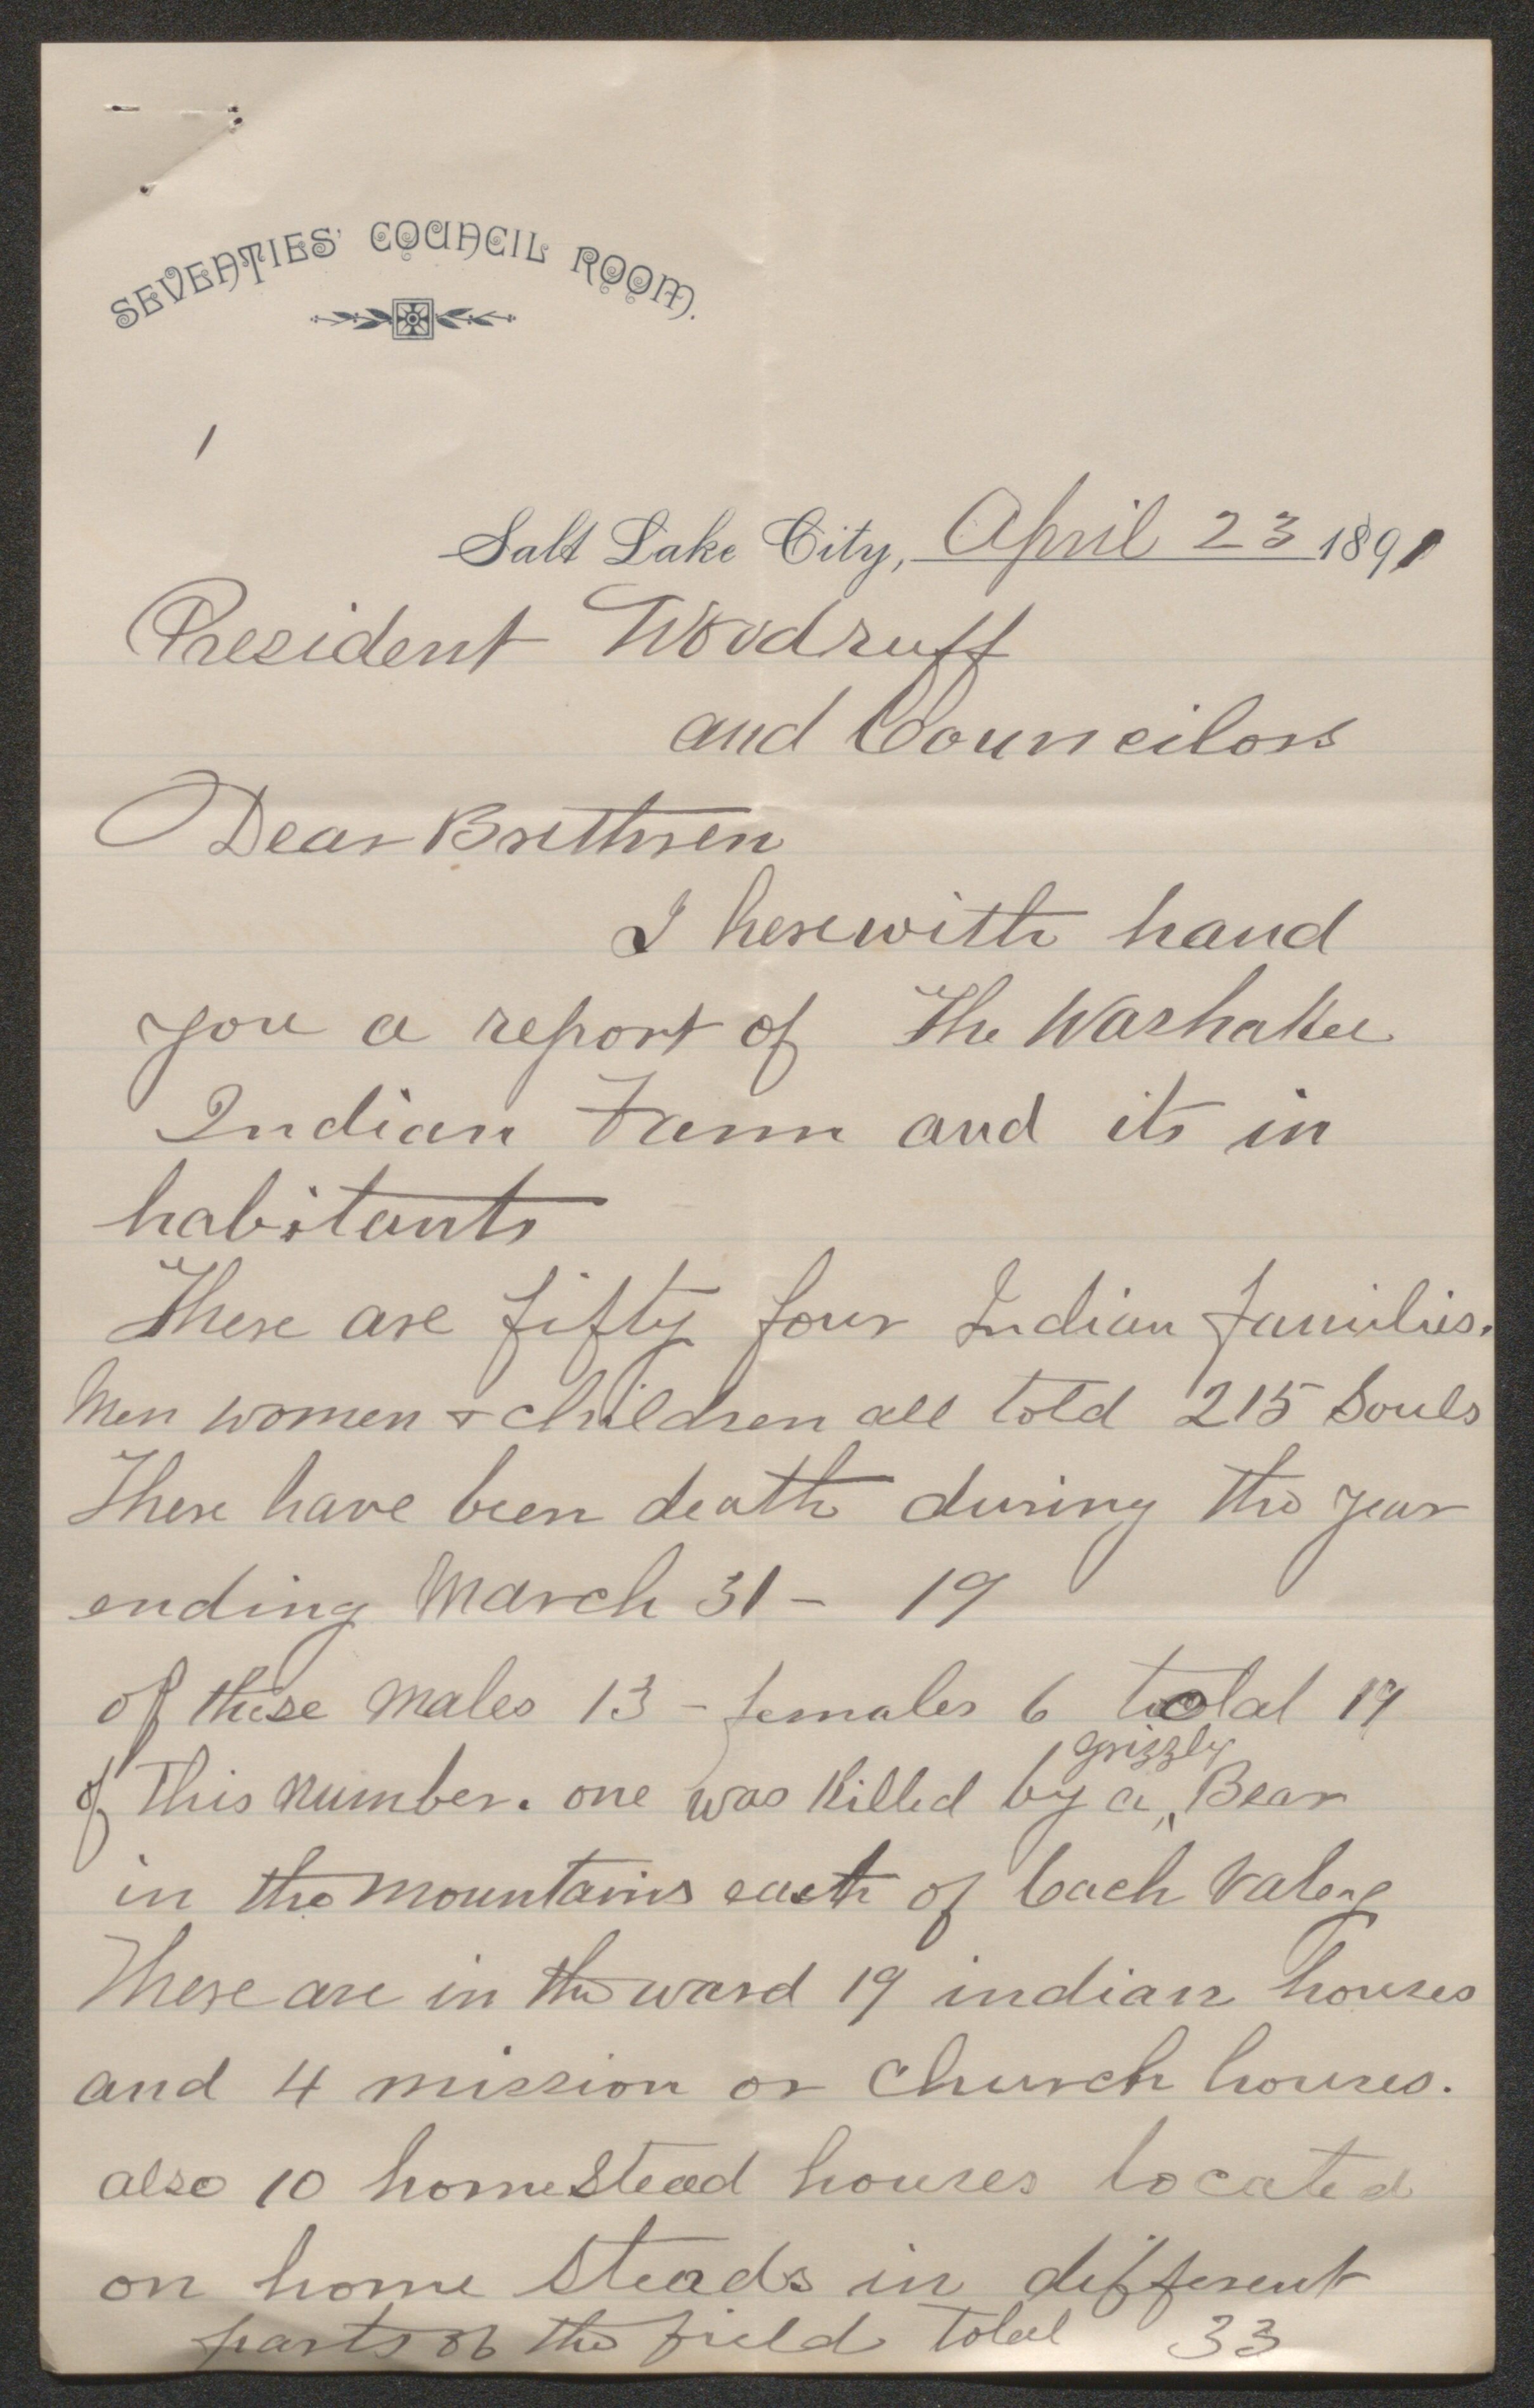 SEVENTIES' COUNCIL ROOM.
1
Salt Lake City, April 23 1891
President Woodruff
and Councilors
Dear Brethren
I herewith hand
you a report of The Washakee
Indian Farm and its in
habitants
There are fifty four Indian families.
Men women & children all told 215 Souls
There have been death during the year
ending March 31 - 19
of these males 13 - females 6 total 19
of This number. one was killed by a ^grizzly Bear
in the mountains east of Cach Valey
There are in the ward 19 indian houses
and 4 mission or church houses.
also 10 homestead houses located
on home steads in different
parts of the field total 33